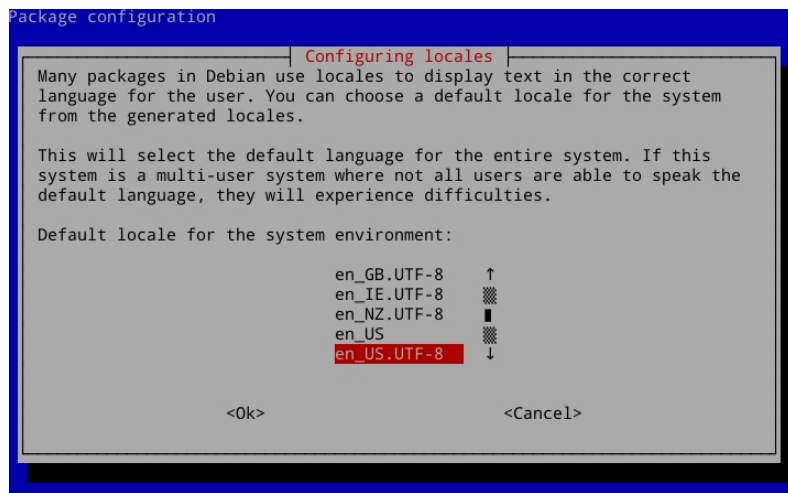 Package configuration
Configuring locales
Many packages in Debian use locales to display text in the correct
language for the user. You can choose a default locale for the system
from the generated locales.
This will select the default language for the entire system. If this
system is a multi-user system where not all users are able to speak the
default language, they will experience difficulties.
Default locale for the system environment:
en_GB.UTF-8
en_IE.UTF-8
en_NZ.UTF-8
en_US
en_US.UTF-8
<Ok> <Cancel>